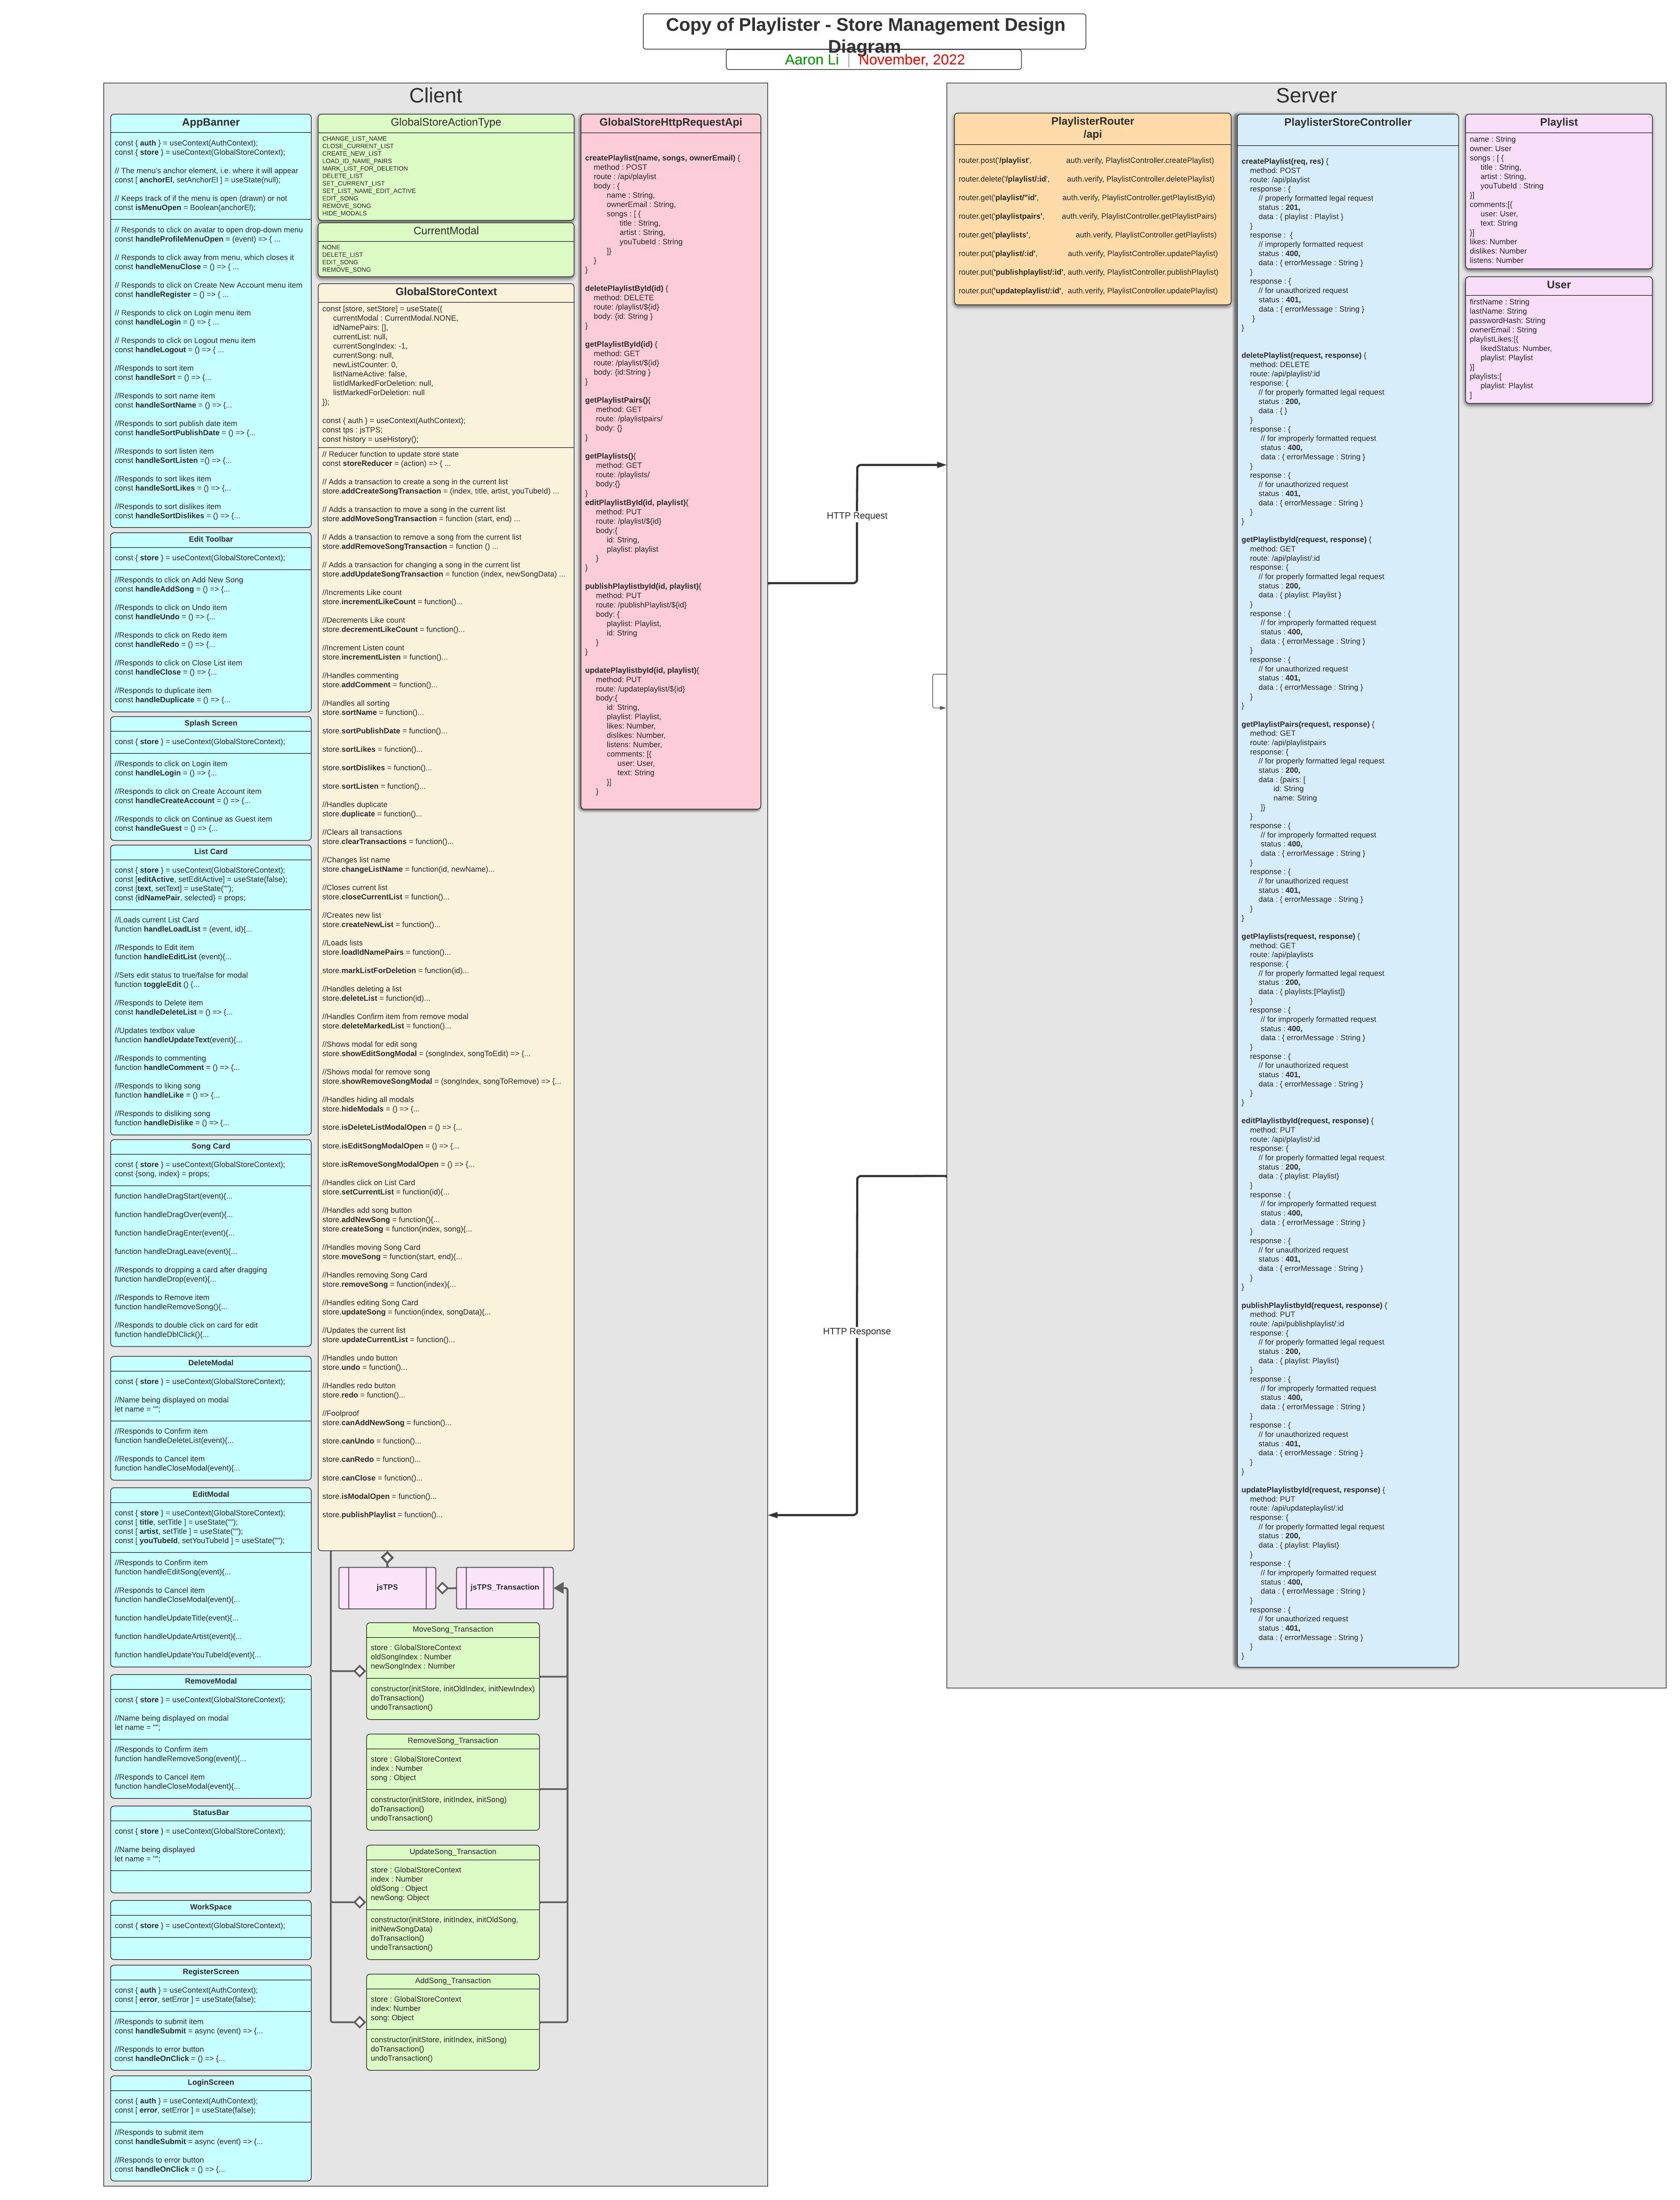 Copy of Playlister - Store Management Design
Diagram
Aaron Li | November, 2022
Client
AppBanner
const { auth } = useContext(AuthContext);
const { store } = useContext(GlobalStoreContext);
// The menu's anchor element, i.e. where it will appear
const [ anchorEl, setAnchorEl ] = useState(null);
// Keeps track of if the menu is open (drawn) or not
const isMenuOpen = Boolean(anchorEl);
// Responds to click on avatar to open drop-down menu
const handleProfileMenuOpen = (event) => { ...
// Responds to click away from menu, which closes it
const handleMenuClose = () => { ...
// Responds to click on Create New Account menu item
const handleRegister = () => { ...
// Responds to click on Login menu item
const handleLogin = () => { ...
// Responds to click on Logout menu item
const handleLogout = () => { ...
//Responds to sort item
const handleSort = () => {...
//Responds to sort name item
const handleSortName = () => {...
//Responds to sort publish date item
const handleSortPublishDate = () => {...
//Responds to sort listen item
const handleSortListen =() => {...
//Responds to sort likes item
const handleSortLikes = () => {...
//Responds to sort dislikes item
const handleSortDislikes = () => {...
Edit Toolbar
const { store } = useContext(GlobalStoreContext);
//Responds to click on Add New Song
const handleAddSong = () => {...
//Responds to click on Undo item
const handleUndo = () => {...
//Responds to click on Redo item
const handleRedo = () => {...
//Responds to click on Close List item
const handleClose = () => {...
//Responds to duplicate item
const handleDuplicate = () => {...
Splash Screen
const { store } = useContext(GlobalStoreContext);
//Responds to click on Login item
const handleLogin = () => {...
//Responds to click on Create Account item
const handleCreateAccount = () => {...
//Responds to click on Continue as Guest item
const handleGuest = () => {...
List Card
const { store } = useContext(GlobalStoreContext);
const [editActive, setEditActive] = useState(false);
const [text, setText] = useState("");
const {idNamePair, selected} = props;
//Loads current List Card
function handleLoadList = (event, id){...
//Responds to Edit item
function handleEditList (event){...
//Sets edit status to true/false for modal
function toggleEdit () {...
//Responds to Delete item
const handleDeleteList = () => {...
//Updates textbox value
function handleUpdateText(event){...
//Responds to commenting
function handleComment = () => {...
//Responds to liking song
function handleLike = () => {...
//Responds to disliking song
function handleDislike = () => {...
Song Card
const { store } = useContext(GlobalStoreContext);
const {song, index} = props;
function handleDragStart(event){...
function handleDragOver(event){...
function handleDragEnter(event){...
function handleDragLeave(event){...
//Responds to dropping a card after dragging
function handleDrop(event){...
//Responds to Remove item
function handleRemoveSong(){...
//Responds to double click on card for edit
function handleDblClick(){...
DeleteModal
const { store } = useContext(GlobalStoreContext);
//Name being displayed on modal
let name = "";
//Responds to Confirm item
function handleDeleteList(event){...
//Responds to Cancel item
function handleCloseModal(event){...
EditModal
const { store } = useContext(GlobalStoreContext);
const [ title, setTitle ] = useState("");
const [ artist, setTitle ] = useState("");
const [ youTubeId, setYouTubeId ] = useState("");
//Responds to Confirm item
function handleEditSong(event){...
//Responds to Cancel item
function handleCloseModal(event){...
function handleUpdateTitle(event){...
function handleUpdateArtist(event){...
function handleUpdateYouTubeId(event){...
RemoveModal
const { store } = useContext(GlobalStoreContext);
//Name being displayed on modal
let name = "";
//Responds to Confirm item
function handleRemoveSong(event){...
//Responds to Cancel item
function handleCloseModal(event){...
StatusBar
const { store } = useContext(GlobalStoreContext);
//Name being displayed
let name = "";
WorkSpace
const { store } = useContext(GlobalStoreContext);
RegisterScreen
const { auth } = useContext(AuthContext);
const [ error, setError ] = useState(false);
//Responds to submit item
const handleSubmit = async (event) => {...
//Responds to error button
const handleOnClick = () => {...
LoginScreen
const { auth } = useContext(AuthContext);
const [ error, setError ] = useState(false);
//Responds to submit item
const handleSubmit = async (event) => {...
//Responds to error button
const handleOnClick = () => {...
GlobalStoreActionType
CHANGE_LIST_NAME
CLOSE_CURRENT_LIST
CREATE_NEW_LIST
LOAD_ID_NAME_PAIRS
MARK_LIST_FOR_DELETION
DELETE_LIST
SET_CURRENT_LIST
SET_LIST_NAME_EDIT_ACTIVE
EDIT_SONG
REMOVE_SONG
HIDE_MODALS
CurrentModal
NONE
DELETE_LIST
EDIT_SONG
REMOVE_SONG
GlobalStoreContext
const [store, setStore] = useState({
currentModal : CurrentModal.NONE,
idNamePairs: [],
currentList: null,
currentSongIndex: -1,
currentSong: null,
newListCounter: 0,
listNameActive: false,
listIdMarkedForDeletion: null,
listMarkedForDeletion: null
});
const { auth } = useContext(AuthContext);
const tps : jsTPS;
const history = useHistory();
// Reducer function to update store state
const storeReducer = (action) => { ...
// Adds a transaction to create a song in the current list
store.addCreateSongTransaction = (index, title, artist, youTubeId) ...
// Adds a transaction to move a song in the current list
store.addMoveSongTransaction = function (start, end) ...
// Adds a transaction to remove a song from the current list
store.addRemoveSongTransaction = function () ...
// Adds a transaction for changing a song in the current list
store.addUpdateSongTransaction = function (index, newSongData) ...
//Increments Like count
store.incrementLikeCount = function()...
//Decrements Like count
store.decrementLikeCount = function()...
//Increment Listen count
store.incrementListen = function()...
//Handles commenting
store.addComment = function()...
//Handles all sorting
store.sortName = function()...
store.sortPublishDate = function()...
store.sortLikes = function()...
store.sortDislikes = function()...
store.sortListen = function()...
//Handles duplicate
store.duplicate = function()...
//Clears all transactions
store.clearTransactions = function()...
//Changes list name
store.changeListName = function(id, newName)...
//Closes current list
store.closeCurrentList = function()...
//Creates new list
store.createNewList = function()...
//Loads lists
store.loadIdNamePairs = function()...
store.markListForDeletion = function(id)...
//Handles deleting a list
store.deleteList = function(id)...
//Handles Confirm item from remove modal
store.deleteMarkedList = function()...
//Shows modal for edit song
store.showEditSongModal = (songIndex, songToEdit) => {...
//Shows modal for remove song
store.showRemoveSongModal = (songIndex, songToRemove) => {...
//Handles hiding all modals
store.hideModals = () => {...
store.isDeleteListModalOpen = () => {...
store.isEditSongModalOpen = () => {...
store.isRemoveSongModalOpen = () => {...
//Handles click on List Card
store.setCurrentList = function(id){...
//Handles add song button
store.addNewSong = function(){...
store.createSong = function(index, song){...
//Handles moving Song Card
store.moveSong = function(start, end){...
//Handles removing Song Card
store.removeSong = function(index){...
//Handles editing Song Card
store.updateSong = function(index, songData){...
//Updates the current list
store.updateCurrentList = function()...
//Handles undo button
store.undo = function()...
//Handles redo button
store.redo = function()...
//Foolproof
store.canAddNewSong = function()...
store.canUndo = function()...
store.canRedo = function()...
store.canClose = function()...
store.isModalOpen = function()...
store.publishPlaylist = function()...
jsTPS
jsTPS_Transaction
MoveSong_Transaction
store : GlobalStoreContext
oldSongIndex : Number
newSongIndex : Number
constructor(initStore, initOldIndex, initNewIndex)
doTransaction()
undoTransaction()
RemoveSong_Transaction
store : GlobalStoreContext
index : Number
song : Object
constructor(initStore, initIndex, initSong)
doTransaction()
undoTransaction()
UpdateSong_Transaction
store : GlobalStoreContext
index : Number
oldSong : Object
newSong: Object
constructor(initStore, initIndex, initOldSong,
initNewSongData)
doTransaction()
undoTransaction()
AddSong_Transaction
store : GlobalStoreContext
index: Number
song: Object
constructor(initStore, initIndex, initSong)
doTransaction()
undoTransaction()
GlobalStoreHttpRequestApi
createPlaylist(name, songs, ownerEmail) {
method : POST
route : /api/playlist
body : {
name : String,
ownerEmail : String,
songs : [ {
title : String,
artist : String,
youTubeId : String
]}
}
}
deletePlaylistById(id) {
method: DELETE
route: /playlist/${id}
body: {id: String }
}
getPlaylistById(id) {
method: GET
route: /playlist/${id}
body: {id:String }
}
getPlaylistPairs(){
method: GET
route: /playlistpairs/
body: {}
}
getPlaylists(){
method: GET
route: /playlists/
body:{}
}
editPlaylistById(id, playlist){
method: PUT
route: /playlist/${id}
body:{
id: String,
playlist: playlist
}
}
publishPlaylistbyId(id, playlist){
method: PUT
route: /publishPlaylist/${id}
body: {
playlist: Playlist,
id: String
}
}
updatePlaylistbyId(id, playlist){
method: PUT
route: /updateplaylist/${id}
body:{
id: String,
playlist: Playlist,
likes: Number,
dislikes: Number,
listens: Number,
comments: [{
user: User,
text: String
}]
}
HTTP Request
HTTP Response
Server
PlaylisterRouter
/api
router.post('/playlist', auth.verify, PlaylistController.createPlaylist)
router.delete('/playlist/:id', auth.verify, PlaylistController.deletePlaylist)
router.get('playlist/"id', auth.verify, PlaylistController.getPlaylistById)
router.get('playlistpairs', auth.verify, PlaylistController.getPlaylistPairs)
router.get('playlists', auth.verify, PlaylistController.getPlaylists)
router.put('playlist/:id', auth.verify, PlaylistController.updatePlaylist)
router.put('publishplaylist/:id', auth.verify, PlaylistController.publishPlaylist)
router.put('updateplaylist/:id', auth.verify, PlaylistController.updatePlaylist)
PlaylisterStoreController
createPlaylist(req, res) {
method: POST
route: /api/playlist
response : {
// properly formatted legal request
status : 201,
data : { playlist : Playlist }
}
response : {
// improperly formatted request
status : 400,
data : { errorMessage : String }
}
response : {
// for unauthorized request
status : 401,
data : { errorMessage : String }
}
}
deletePlaylist(request, response) {
method: DELETE
route: /api/playlist/:id
response: {
// for properly formatted legal request
status : 200,
data : { }
}
response : {
// for improperly formatted request
status : 400,
data : { errorMessage : String }
}
response : {
// for unauthorized request
status : 401,
data : { errorMessage : String }
}
}
getPlaylistbyId(request, response) {
method: GET
route: /api/playlist/:id
response: {
// for properly formatted legal request
status : 200,
data : { playlist: Playlist }
}
response : {
// for improperly formatted request
status : 400,
data : { errorMessage : String }
}
response : {
// for unauthorized request
status : 401,
data : { errorMessage : String }
}
}
getPlaylistPairs(request, response) {
method: GET
route: /api/playlistpairs
response: {
// for properly formatted legal request
status : 200,
data : {pairs: [
id: String
name: String
]}
}
response : {
// for improperly formatted request
status : 400,
data : { errorMessage : String }
}
response : {
// for unauthorized request
status : 401,
data : { errorMessage : String }
}
}
getPlaylists(request, response) {
method: GET
route: /api/playlists
response: {
// for properly formatted legal request
status : 200,
data : { playlists:[Playlist]}
}
response : {
// for improperly formatted request
status : 400,
data : { errorMessage : String }
}
response : {
// for unauthorized request
status : 401,
data : { errorMessage : String }
}
}
editPlaylistbyId(request, response) {
method: PUT
route: /api/playlist/:id
response: {
// for properly formatted legal request
status : 200,
data : { playlist: Playlist}
}
response : {
// for improperly formatted request
status : 400,
data : { errorMessage : String }
}
response : {
// for unauthorized request
status : 401,
data : { errorMessage : String }
}
}
publishPlaylistbyId(request, response) {
method: PUT
route: /api/publishplaylist/:id
response: {
// for properly formatted legal request
status : 200,
data : { playlist: Playlist}
}
response : {
// for improperly formatted request
status : 400,
data : { errorMessage : String }
}
response : {
// for unauthorized request
status : 401,
data : { errorMessage : String }
}
}
updatePlaylistbyId(request, response) {
method: PUT
route: /api/updateplaylist/:id
response: {
// for properly formatted legal request
status : 200,
data : { playlist: Playlist}
}
response : {
// for improperly formatted request
status : 400,
data : { errorMessage : String }
}
response : {
// for unauthorized request
status : 401,
data : { errorMessage : String }
}
}
Playlist
name : String
owner: User
songs : [ {
title : String,
artist : String,
youTubeId : String
}]
comments:[{
user: User,
text: String
}]
likes: Number
dislikes: Number
listens: Number
User
firstName : String
lastName: String
passwordHash: String
ownerEmail : String
playlistLikes:[{
likedStatus: Number,
playlist: Playlist
}]
playlists:[
playlist: Playlist
]